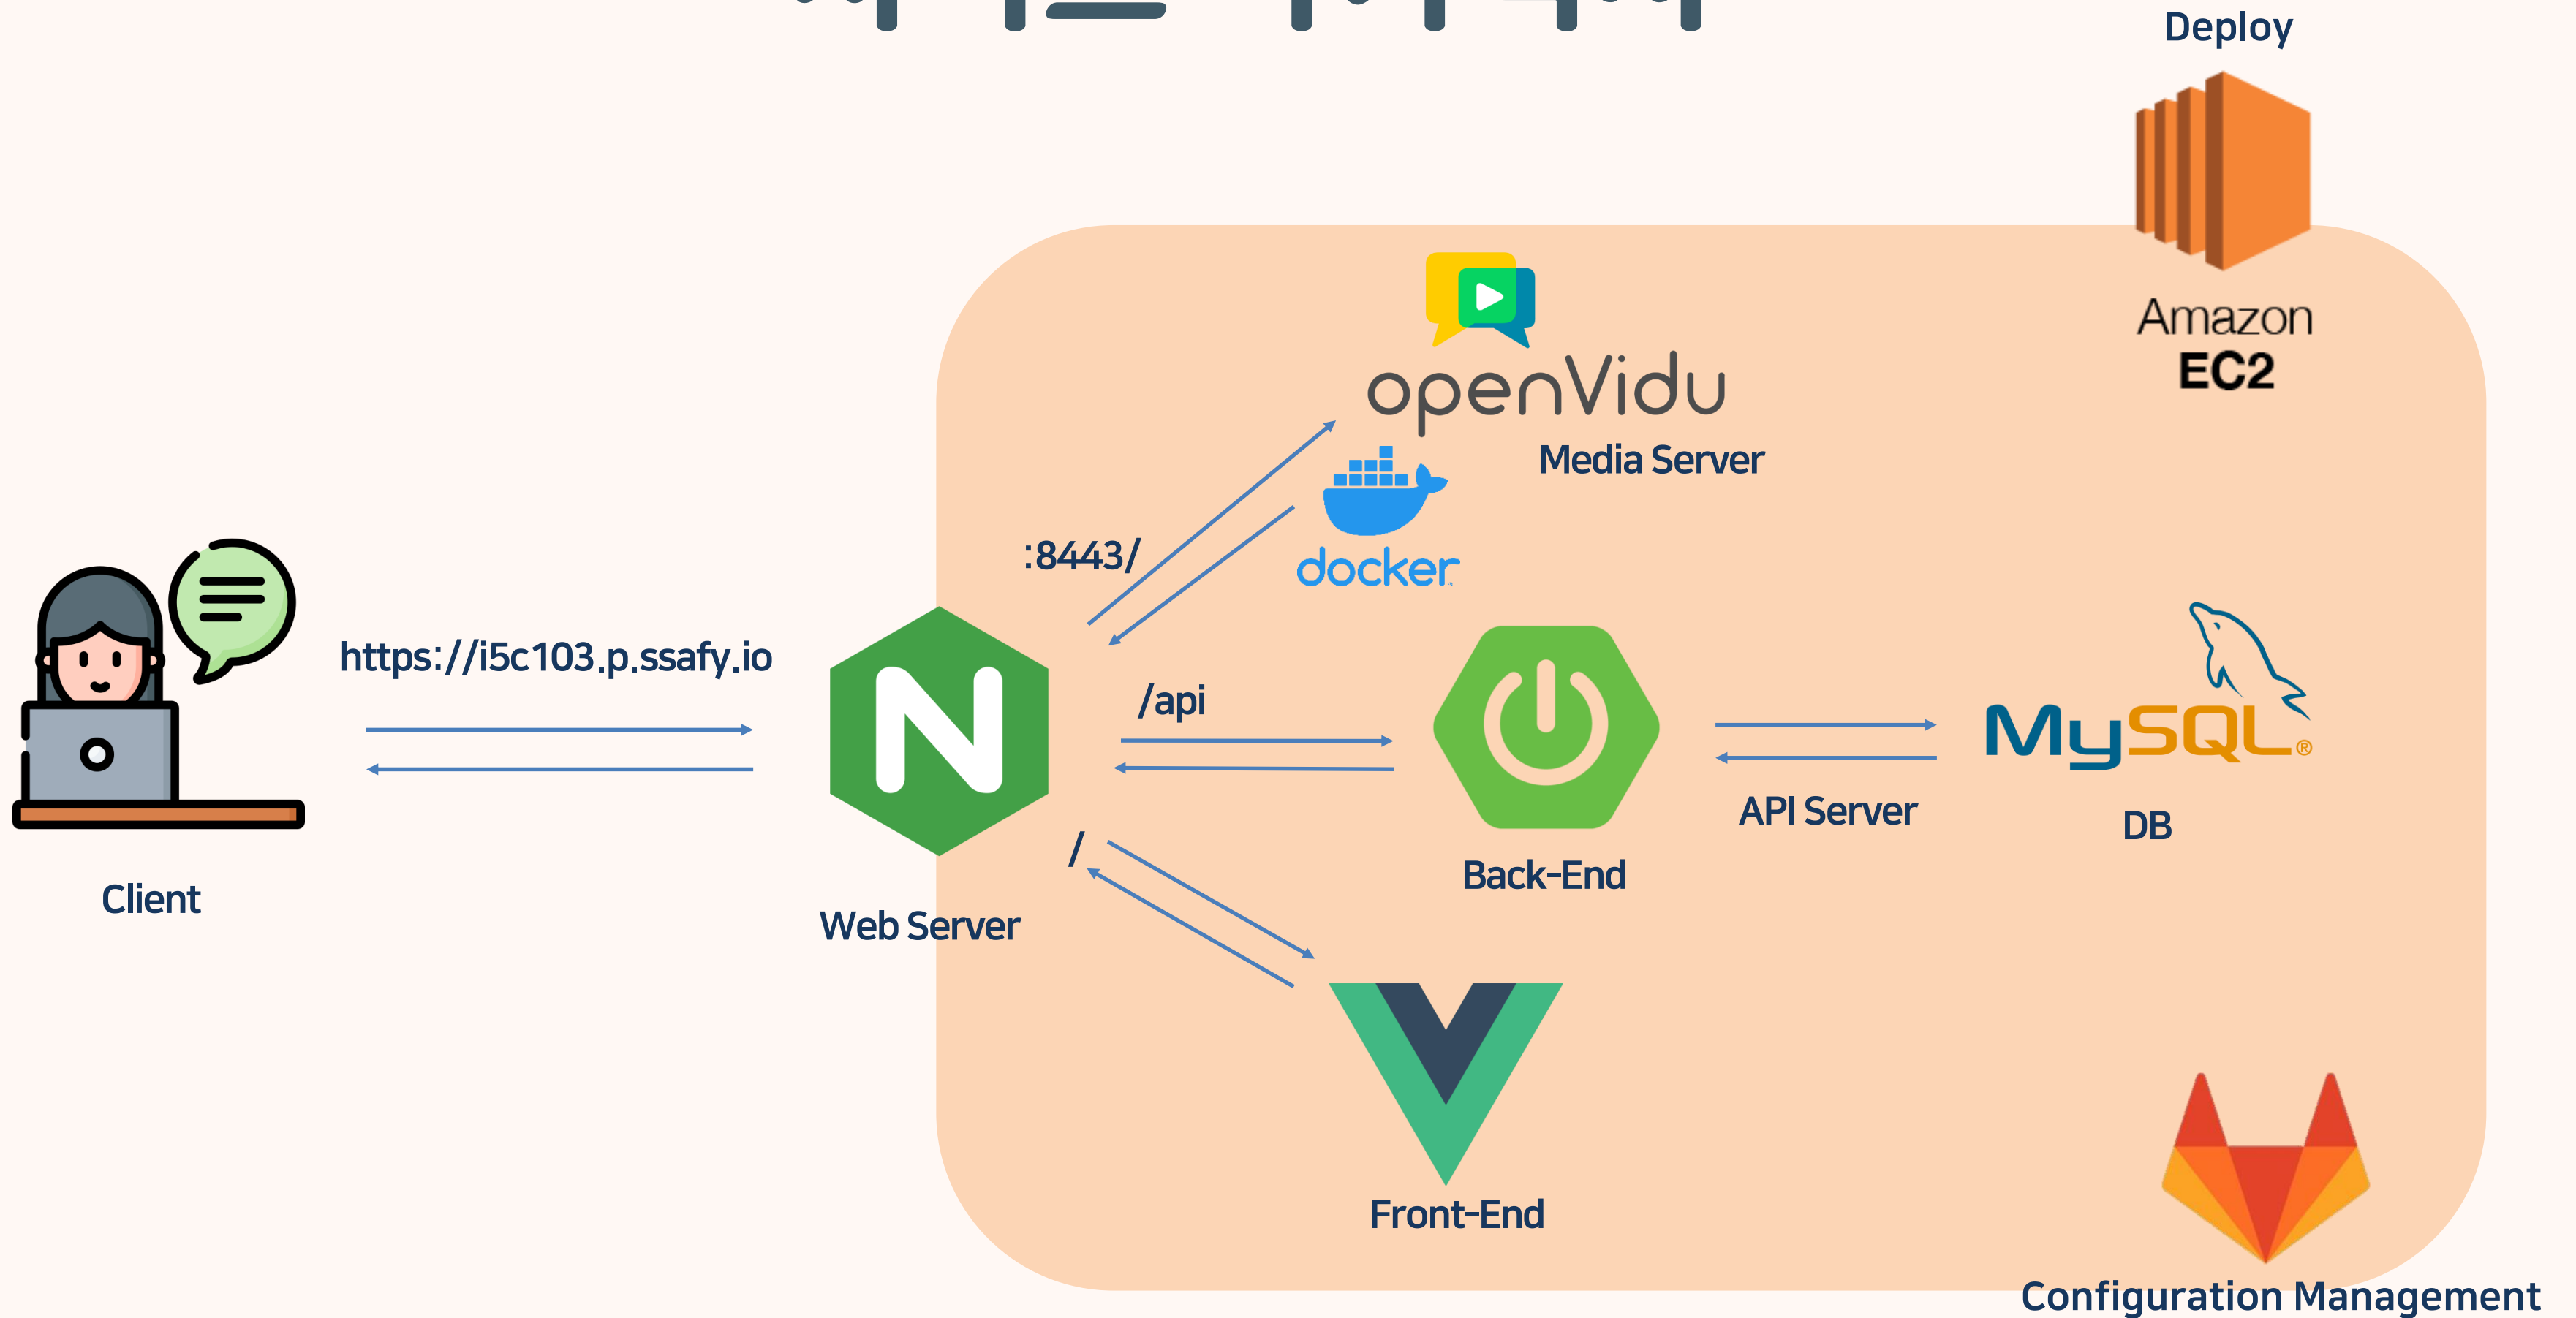 Deploy
Amazon
EC2
openVidu
Media Server
docker
:8443/
https://i5c103.p.ssafy.io
/api
MySQL®
API Server
DB
/
Back-End
Client
Web Server
Front-End
Configuration Management